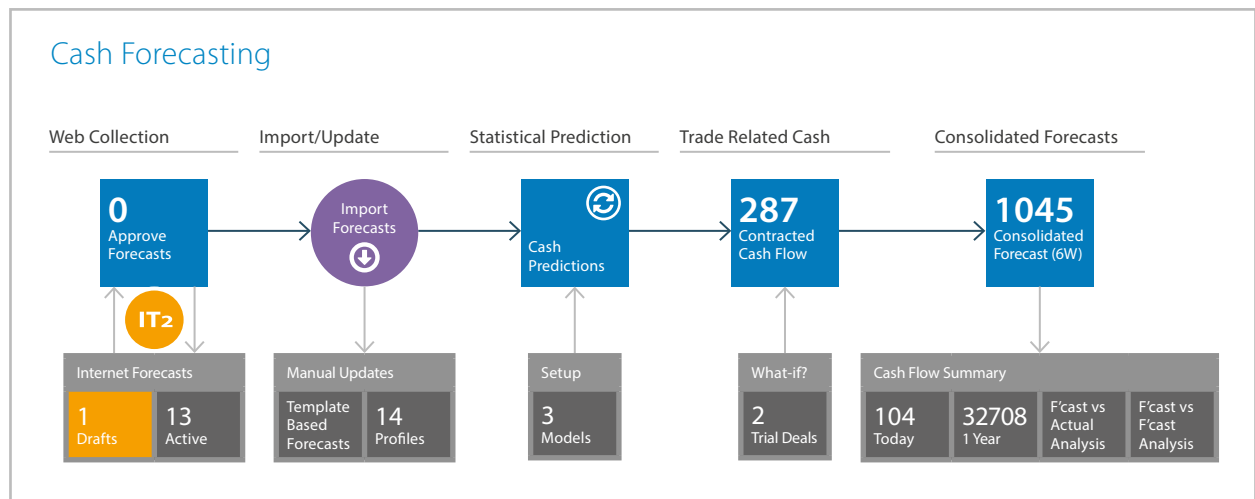 Cash Forecasting
Web Collection
Import/Update
Statistical Prediction
Trade Related Cash
Consolidated Forecasts
0
Approve
Forecasts
Import
Forecasts
Cash
Predictions
287
Contracted
Cash Flow
1045
Consolidated
Forecast (6W)
IT2
Internet Forecasts
1
Drafts
13
Active
Manual Updates
Template
Based
Forecasts
14
Profiles
Setup
3
Models
What-if?
2
Trial Deals
Cash Flow Summary
104
Today
32708
1 Year
F'cast vs
Actual
Analysis
F'cast vs
F'cast
Analysis